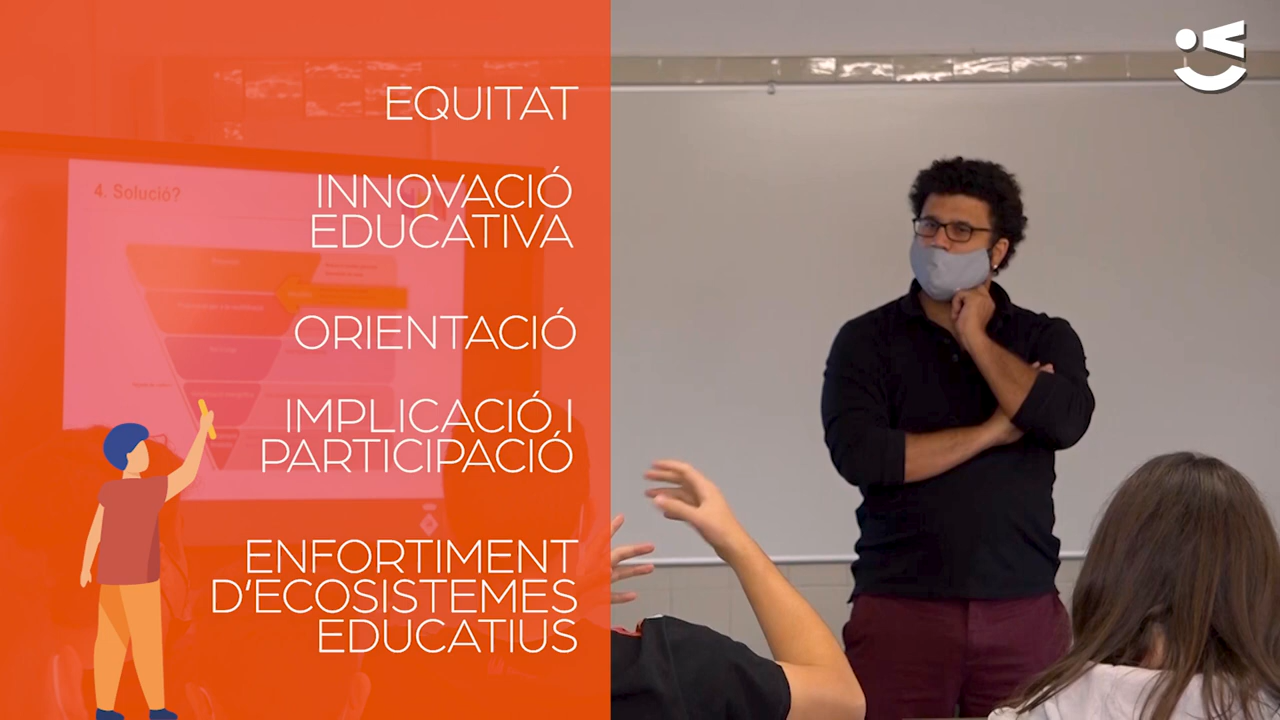 EQUITAT
INNOVACIÓ
EDUCATIVA
ORIENTACIÓ
IMPLICACIÓ I
PARTICIPACIÓ
ENFORTIMENT
D'ECOSISTEMES
EDUCATIUS
4. Solució?